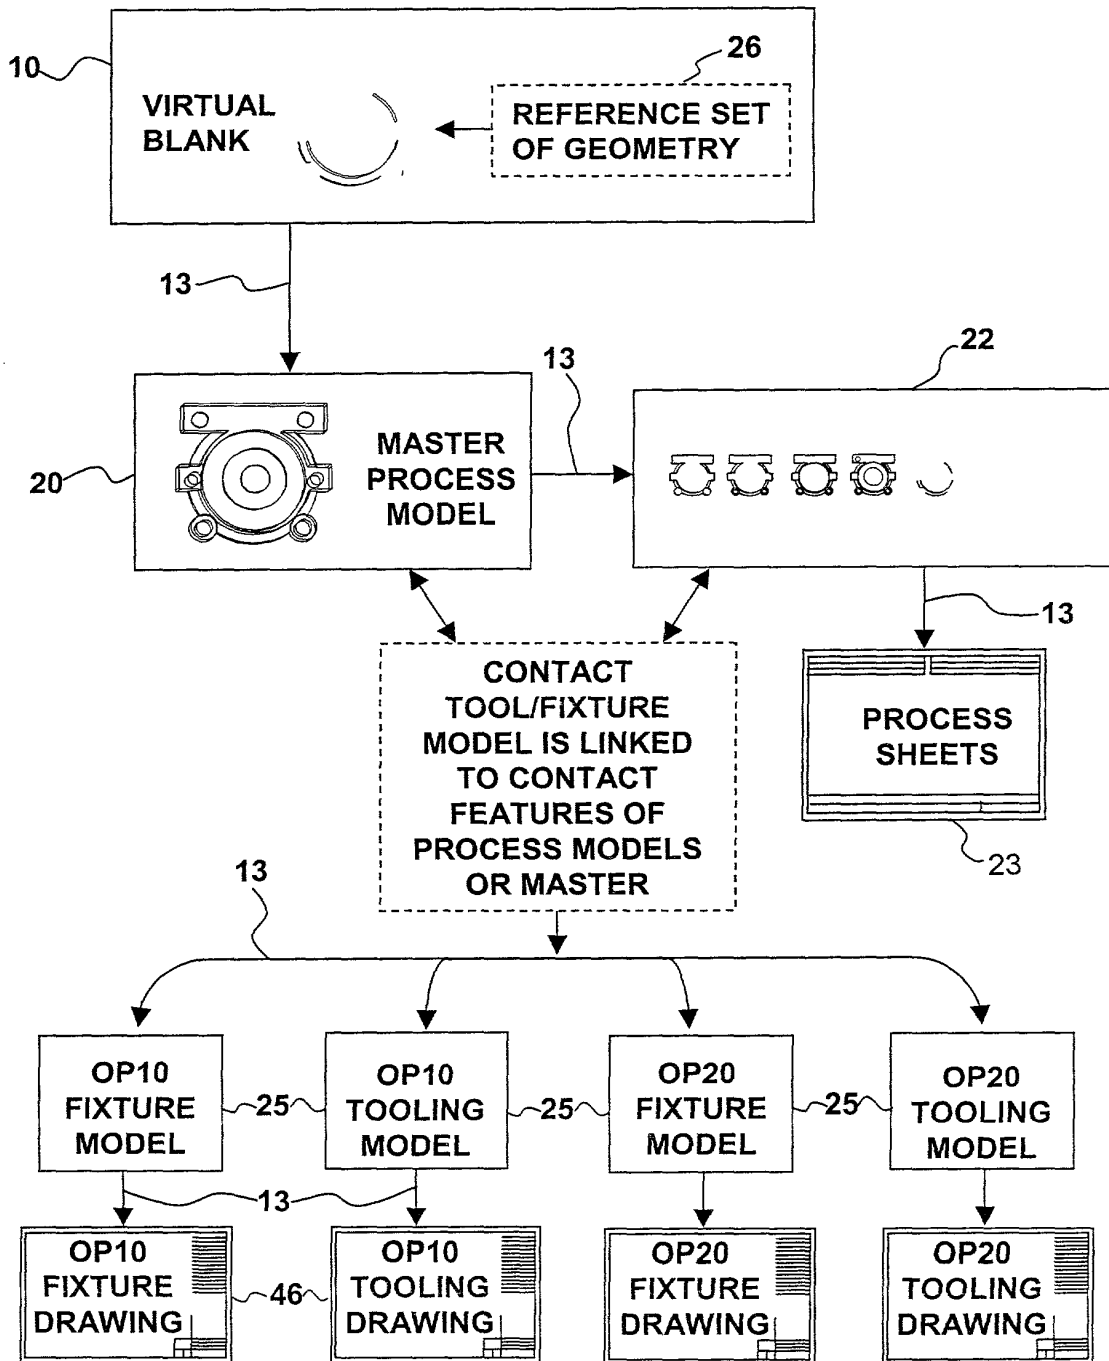 26
10
VIRTUAL
BLANK
REFERENCE SET
OF GEOMETRY
13
13
22
20
MASTER
PROCESS
MODEL
13
CONTACT
TOOL/FIXTURE
MODEL IS LINKED
TO CONTACT
FEATURES OF
PROCESS MODELS
OR MASTER
PROCESS
SHEETS
23
13
OP10
FIXTURE
MODEL
25
OP10
TOOLING
MODEL
25
OP20
FIXTURE
MODEL
25
OP20
TOOLING
MODEL
13
OP10
FIXTURE
DRAWING
46
OP10
TOOLING
DRAWING
OP20
FIXTURE
DRAWING
OP20
TOOLING
DRAWING